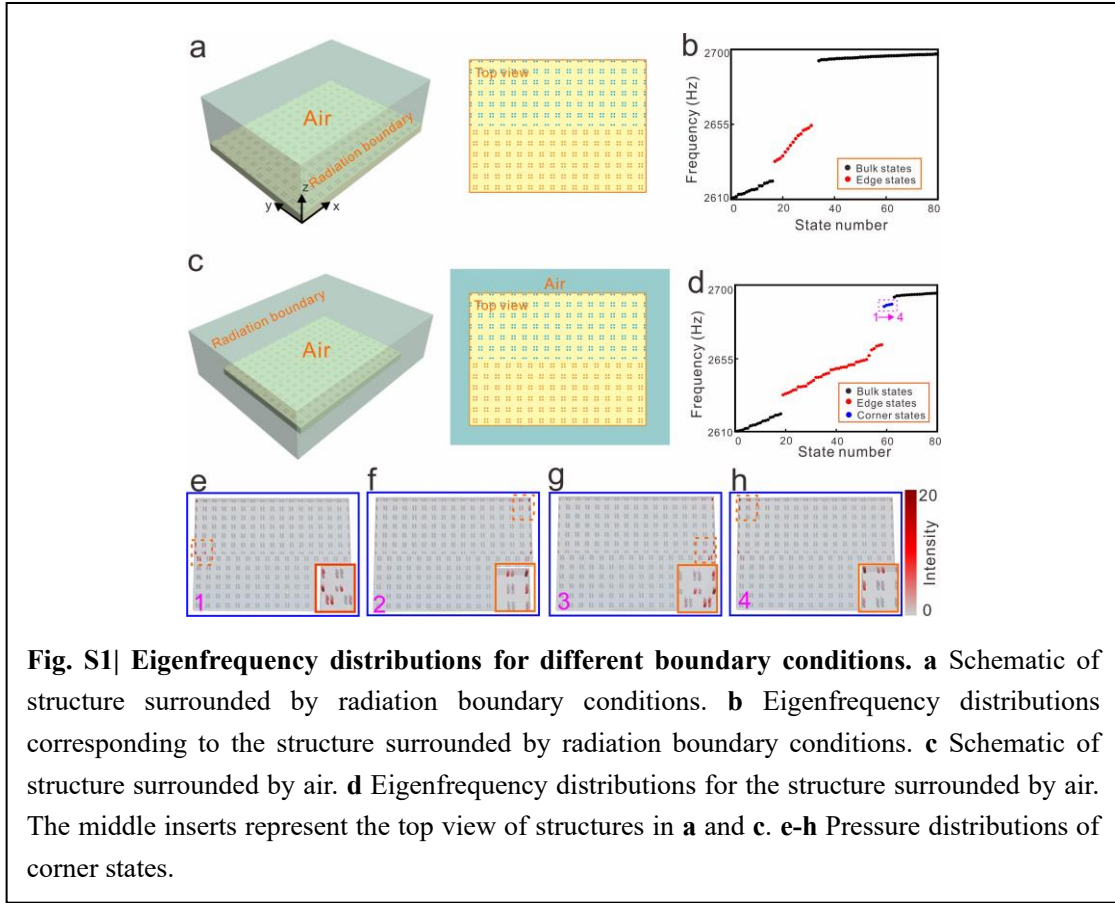 a
Air
Radiation boundary
z
y
x
Top view
b
2700
2655
2610
Frequency (Hz)
Bulk states
Edge states
0
20
40
60
80
State number
c
Radiation boundary
Air
Air
Top view
d
2700
2655
2610
Frequency (Hz)
1→4
Bulk states
Edge states
Corner states
0
20
40
60
80
State number
e
1
f
2
g
3
h
4
20
0
Intensity
Fig. S1| Eigenfrequency distributions for different boundary conditions. a Schematic of
structure surrounded by radiation boundary conditions. b Eigenfrequency distributions
corresponding to the structure surrounded by radiation boundary conditions. c Schematic of
structure surrounded by air. d Eigenfrequency distributions for the structure surrounded by air.
The middle inserts represent the top view of structures in a and c. e-h Pressure distributions of
corner states.